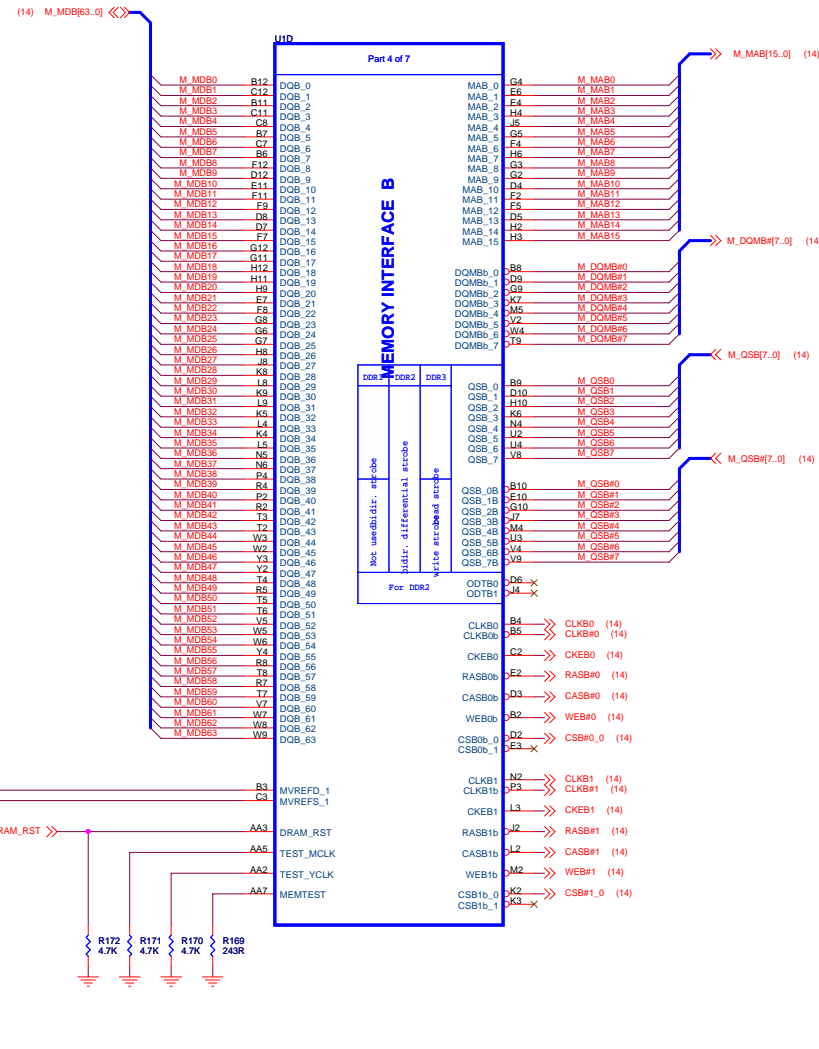 (14) M_MDB[63..0]
U1D
Part 4 of 7
M_MAB[15..0] (14)
M_MDB0 B12 DQB_0 MAB_0 G4 M_MAB0
M_MDB1 C12 DQB_1 MAB_1 E6 M_MAB1
M_MDB2 B11 DQB_2 MAB_2 E4 M_MAB2
M_MDB3 C11 DQB_3 MAB_3 H4 M_MAB3
M_MDB4 C8 DQB_4 MAB_4 J5 M_MAB4
M_MDB5 B7 DQB_5 MAB_5 G5 M_MAB5
M_MDB6 C7 DQB_6 MAB_6 F4 M_MAB6
M_MDB7 B6 DQB_7 MAB_7 H6 M_MAB7
M_MDB8 F12 DQB_8 MAB_8 G3 M_MAB8
M_MDB9 D12 DQB_9 MAB_9 G2 M_MAB9
M_MDB10 E11 DQB_10 MAB_10 D4 M_MAB10
M_MDB11 F11 DQB_11 MAB_11 F2 M_MAB11
M_MDB12 F9 DQB_12 MAB_12 F5 M_MAB12
M_MDB13 D8 DQB_13 MAB_13 D5 M_MAB13
M_MDB14 D7 DQB_14 MAB_14 H2 M_MAB14
M_MDB15 F7 DQB_15 MAB_15 H3 M_MAB15
M_DQMB#[7..0] (14
M_MDB16 G12 DQB_16
M_MDB17 G11 DQB_17
M_MDB18 H12 DQB_18 DQMBb_0 B8 M_DQMB#0
M_MDB19 H11 DQB_19 DQMBb_1 D9 M_DQMB#1
M_MDB20 H9 DQB_20 DQMBb_2 G9 M_DQMB#2
M_MDB21 E7 DQB_21 DQMBb_3 K7 M_DQMB#3
M_MDB22 F8 DQB_22 DQMBb_4 M5 M_DQMB#4
M_MDB23 G8 DQB_23 DQMBb_5 V2 M_DQMB#5
M_MDB24 G6 DQB_24 DQMBb_6 W4 M_DQMB#6
M_MDB25 G7 DQB_25 DQMBb_7 T9 M_DQMB#7
MEMORY INTERFACE B
M_QSB[7..0] (14)
M_MDB26 H8 DQB_26
M_MDB27 J8 DQB_27
M_MDB28 K8 DQB_28
DDR1 DDR2 DDR3
M_MDB29 L8 DQB_29 QSB_0 B9 M_QSB0
M_MDB30 K9 DQB_30 QSB_1 D10 M_QSB1
M_MDB31 L9 DQB_31 QSB_2 H10 M_QSB2
M_MDB32 K5 DQB_32 QSB_3 K6 M_QSB3
M_MDB33 L4 DQB_33 QSB_4 N4 M_QSB4
M_MDB34 K4 DQB_34 QSB_5 U2 M_QSB5
M_MDB35 L5 DQB_35 QSB_6 U4 M_QSB6
M_MDB36 N5 DQB_36 QSB_7 V8 M_QSB7
M_QSB#[7..0] (14)
M_MDB37 N6 DQB_37
M_MDB38 P4 DQB_38
M_MDB39 R4 DQB_39 QSB_0B B10 M_QSB#0
M_MDB40 P2 DQB_40 QSB_1B E10 M_QSB#1
M_MDB41 R2 DQB_41 QSB_2B G10 M_QSB#2
M_MDB42 T3 DQB_42 QSB_3B J7 M_QSB#3
M_MDB43 T2 DQB_43 QSB_4B M4 M_QSB#4
M_MDB44 W3 DQB_44 QSB_5B U3 M_QSB#5
M_MDB45 W2 DQB_45 QSB_6B V4 M_QSB#6
M_MDB46 Y3 DQB_46 QSB_7B V9 M_QSB#7
Not used
bidir. strobe
bidir. differential strobe
write strobe
read strobe
For DDR2
M_MDB47 Y2 DQB_47
M_MDB48 T4 DQB_48 ODTB0 D6
M_MDB49 R5 DQB_49 ODTB1 J4
M_MDB50 T5 DQB_50
M_MDB51 T6 DQB_51
M_MDB52 V5 DQB_52 CLKB0 B4 CLKB0 (14)
M_MDB53 W5 DQB_53 CLKB0b B5 CLKB#0 (14)
M_MDB54 W6 DQB_54
M_MDB55 Y4 DQB_55 CKEB0 C2 CKEB0 (14)
M_MDB56 R8 DQB_56
M_MDB57 T8 DQB_57 RASB0b E2 RASB#0 (14)
M_MDB58 R7 DQB_58
M_MDB59 T7 DQB_59 CASB0b D3 CASB#0 (14)
M_MDB60 V7 DQB_60
M_MDB61 W7 DQB_61 WEB0b B2 WEB#0 (14)
M_MDB62 W8 DQB_62
M_MDB63 W9 DQB_63 CSB0b_0 D2 CSB#0_0 (14)
CSB0b_1 E3
CLKB1 N2 CLKB1 (14)
B3 MVREFD_1 CLKB1b P3 CLKB#1 (14)
C3 MVREFS_1
CKEB1 L3 CKEB1 (14)
RAM_RST AA3 DRAM_RST RASB1b J2 RASB#1 (14)
AA5 TEST_MCLK CASB1b L2 CASB#1 (14)
AA2 TEST_YCLK WEB1b M2 WEB#1 (14)
AA7 MEMTEST CSB1b_0 K2 CSB#1_0 (14)
CSB1b_1 K3
R172 R171 R170 R169
4.7K 4.7K 4.7K 243R